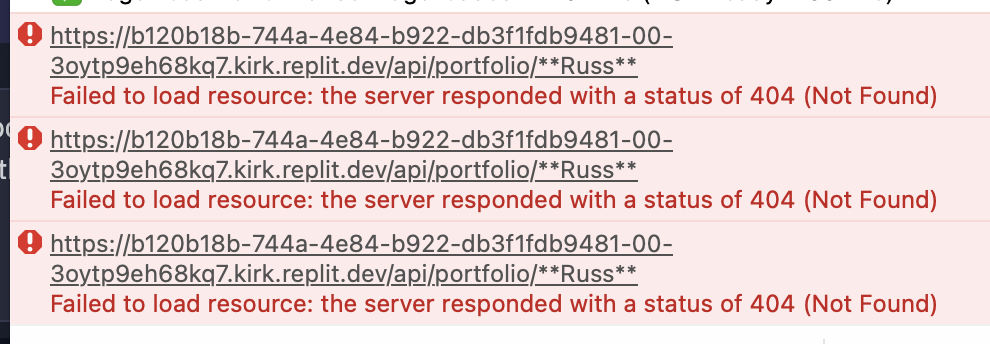 https://b120b18b-744a-4e84-b922-db3f1fdb9481-00-
3oytp9eh68kq7.kirk.replit.dev/api/portfolio/**Russ**
Failed to load resource: the server responded with a status of 404 (Not Found)
https://b120b18b-744a-4e84-b922-db3f1fdb9481-00-
3oytp9eh68kq7.kirk.replit.dev/api/portfolio/**Russ**
Failed to load resource: the server responded with a status of 404 (Not Found)
https://b120b18b-744a-4e84-b922-db3f1fdb9481-00-
3oytp9eh68kq7.kirk.replit.dev/api/portfolio/**Russ**
Failed to load resource: the server responded with a status of 404 (Not Found)